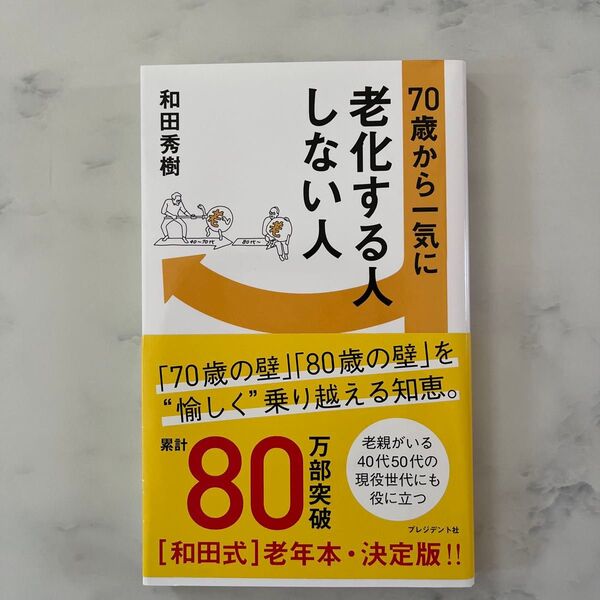 70歳から一気に
老化する人
しない人
和田秀樹
老
老
40~70代
80代~
「70歳の壁」「80歳の壁」を
“愉しく”乗り越える知恵。
累計
80
万部突破
老親がいる
40代50代の
現役世代にも
役に立つ
プレジデント社
[和田式]老年本・決定版!!